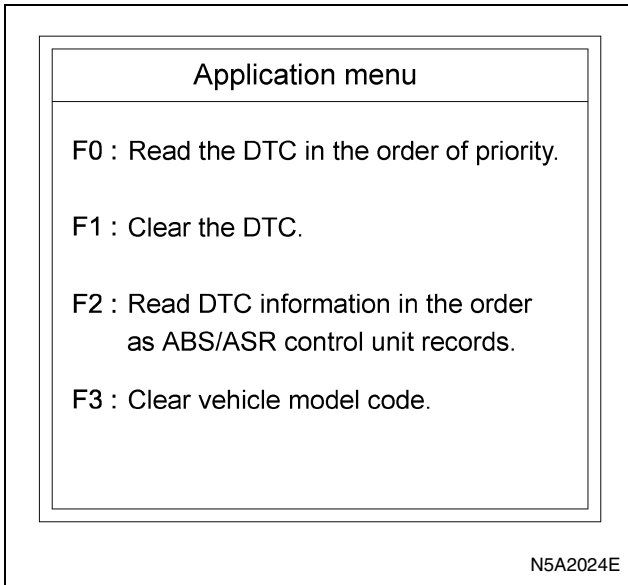 Application menu
F0 : Read the DTC in the order of priority.
F1 : Clear the DTC.
F2 : Read DTC information in the order
as ABS/ASR control unit records.
F3 : Clear vehicle model code.
N5A2024E